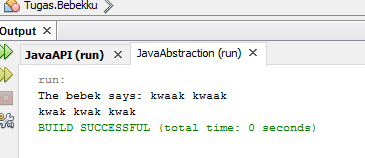 Tugas.Bebekku
Output
JavaAPI (run)
JavaAbstraction (run)
run:
The bebek says: kwaak kwaak
kwak kwak kwak
BUILD SUCCESSFUL (total time: 0 seconds)